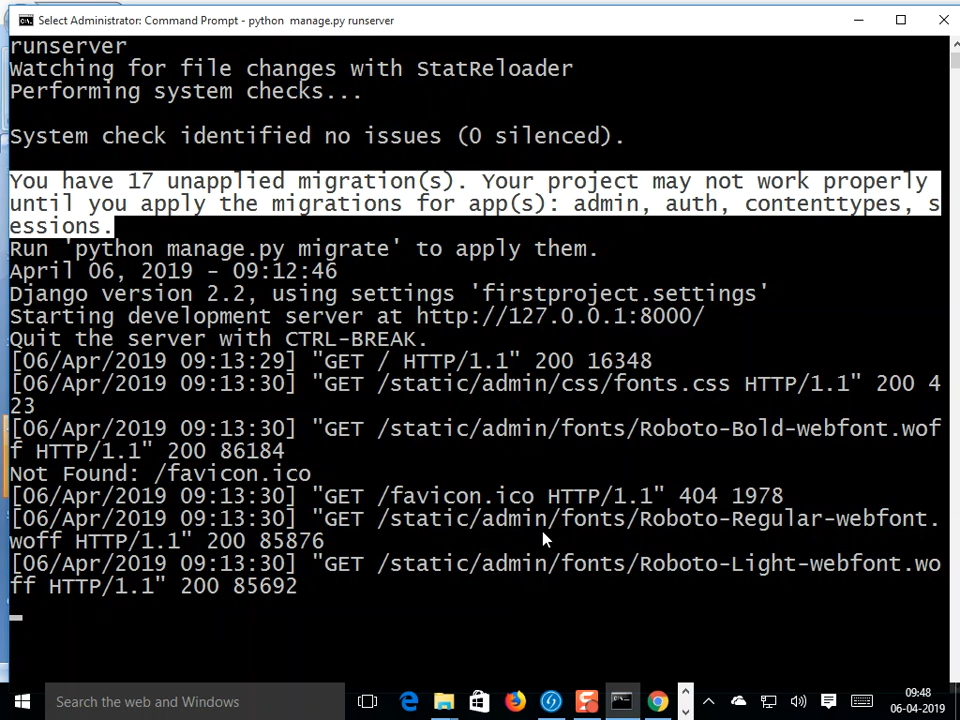 Select Administrator: Command Prompt - python  manage.py runserver
runserver
Watching for file changes with StatReloader
Performing system checks...
System check identified no issues (0 silenced).
You have 17 unapplied migration(s). Your project may not work properly
until you apply the migrations for app(s): admin, auth, contenttypes, s
essions.
Run 'python manage.py migrate' to apply them.
April 06, 2019 - 09:12:46
Django version 2.2, using settings 'firstproject.settings'
Starting development server at http://127.0.0.1:8000/
Quit the server with CTRL-BREAK.
[06/Apr/2019 09:13:29] "GET / HTTP/1.1" 200 16348
[06/Apr/2019 09:13:30] "GET /static/admin/css/fonts.css HTTP/1.1" 200 4
23
[06/Apr/2019 09:13:30] "GET /static/admin/fonts/Roboto-Bold-webfont.wof
f HTTP/1.1" 200 86184
Not Found: /favicon.ico
[06/Apr/2019 09:13:30] "GET /favicon.ico HTTP/1.1" 404 1978
[06/Apr/2019 09:13:30] "GET /static/admin/fonts/Roboto-Regular-webfont.
woff HTTP/1.1" 200 85876
[06/Apr/2019 09:13:30] "GET /static/admin/fonts/Roboto-Light-webfont.wo
ff HTTP/1.1" 200 85692
Search the web and Windows
09:48
06-04-2019